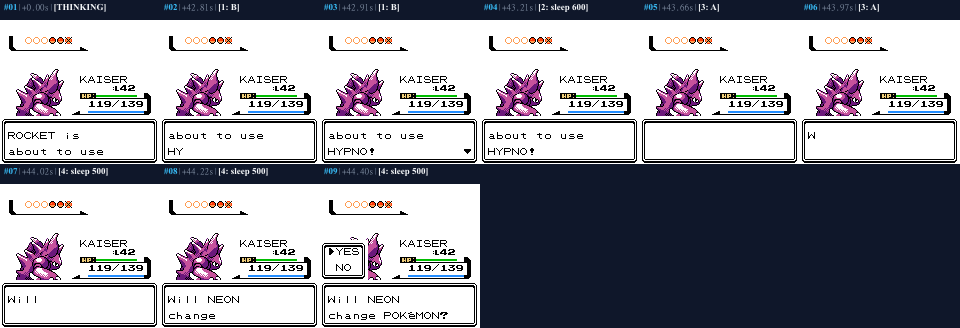 #01|+0.00s|[THINKING]
KAISER
:L42
HP:
119/139
ROCKET is
about to use
#02|+42.81s|[1: B]
KAISER
:L42
HP:
119/139
about to use
HY
#03|+42.91s|[1: B]
KAISER
:L42
HP:
119/139
about to use
HYPNO!
#04|+43.21s|[2: sleep 600]
KAISER
:L42
HP:
119/139
about to use
HYPNO!
#05|+43.66s|[3: A]
KAISER
:L42
HP:
119/139
#06|+43.97s|[3: A]
KAISER
:L42
HP:
119/139
W
#07|+44.02s|[4: sleep 500]
KAISER
:L42
HP:
119/139
Will
#08|+44.22s|[4: sleep 500]
KAISER
:L42
HP:
119/139
Will NEON
change
#09|+44.40s|[4: sleep 500]
KAISER
:L42
HP:
119/139
YES
NO
Will NEON
change POKéMON?